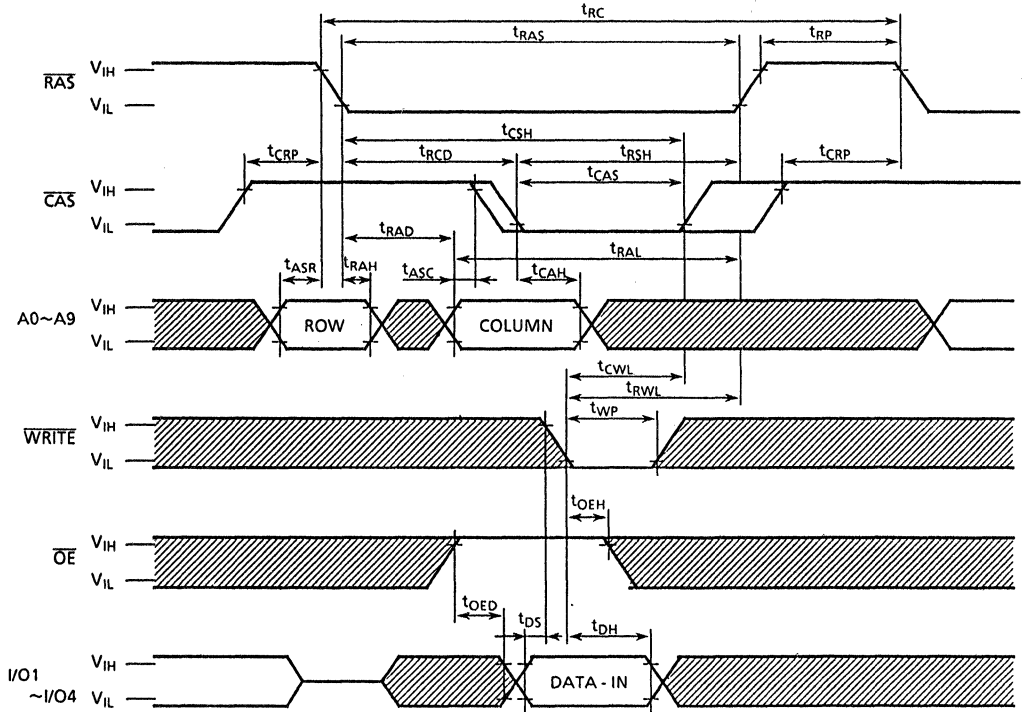 tRC
tRAS
tRP
RAS VIH
VIL
tCSH
tCRP tRCD tRSH tCRP
tCAS
CAS VIH
VIL
tRAD tRAL
tASR tRAH tASC tCAH
A0~A9 VIH
VIL
ROW COLUMN
tCWL
tRWL
tWP
WRITE VIH
VIL
tOEH
OE VIH
VIL
tOED tDS tDH
I/O1 VIH
~I/O4 VIL
DATA - IN